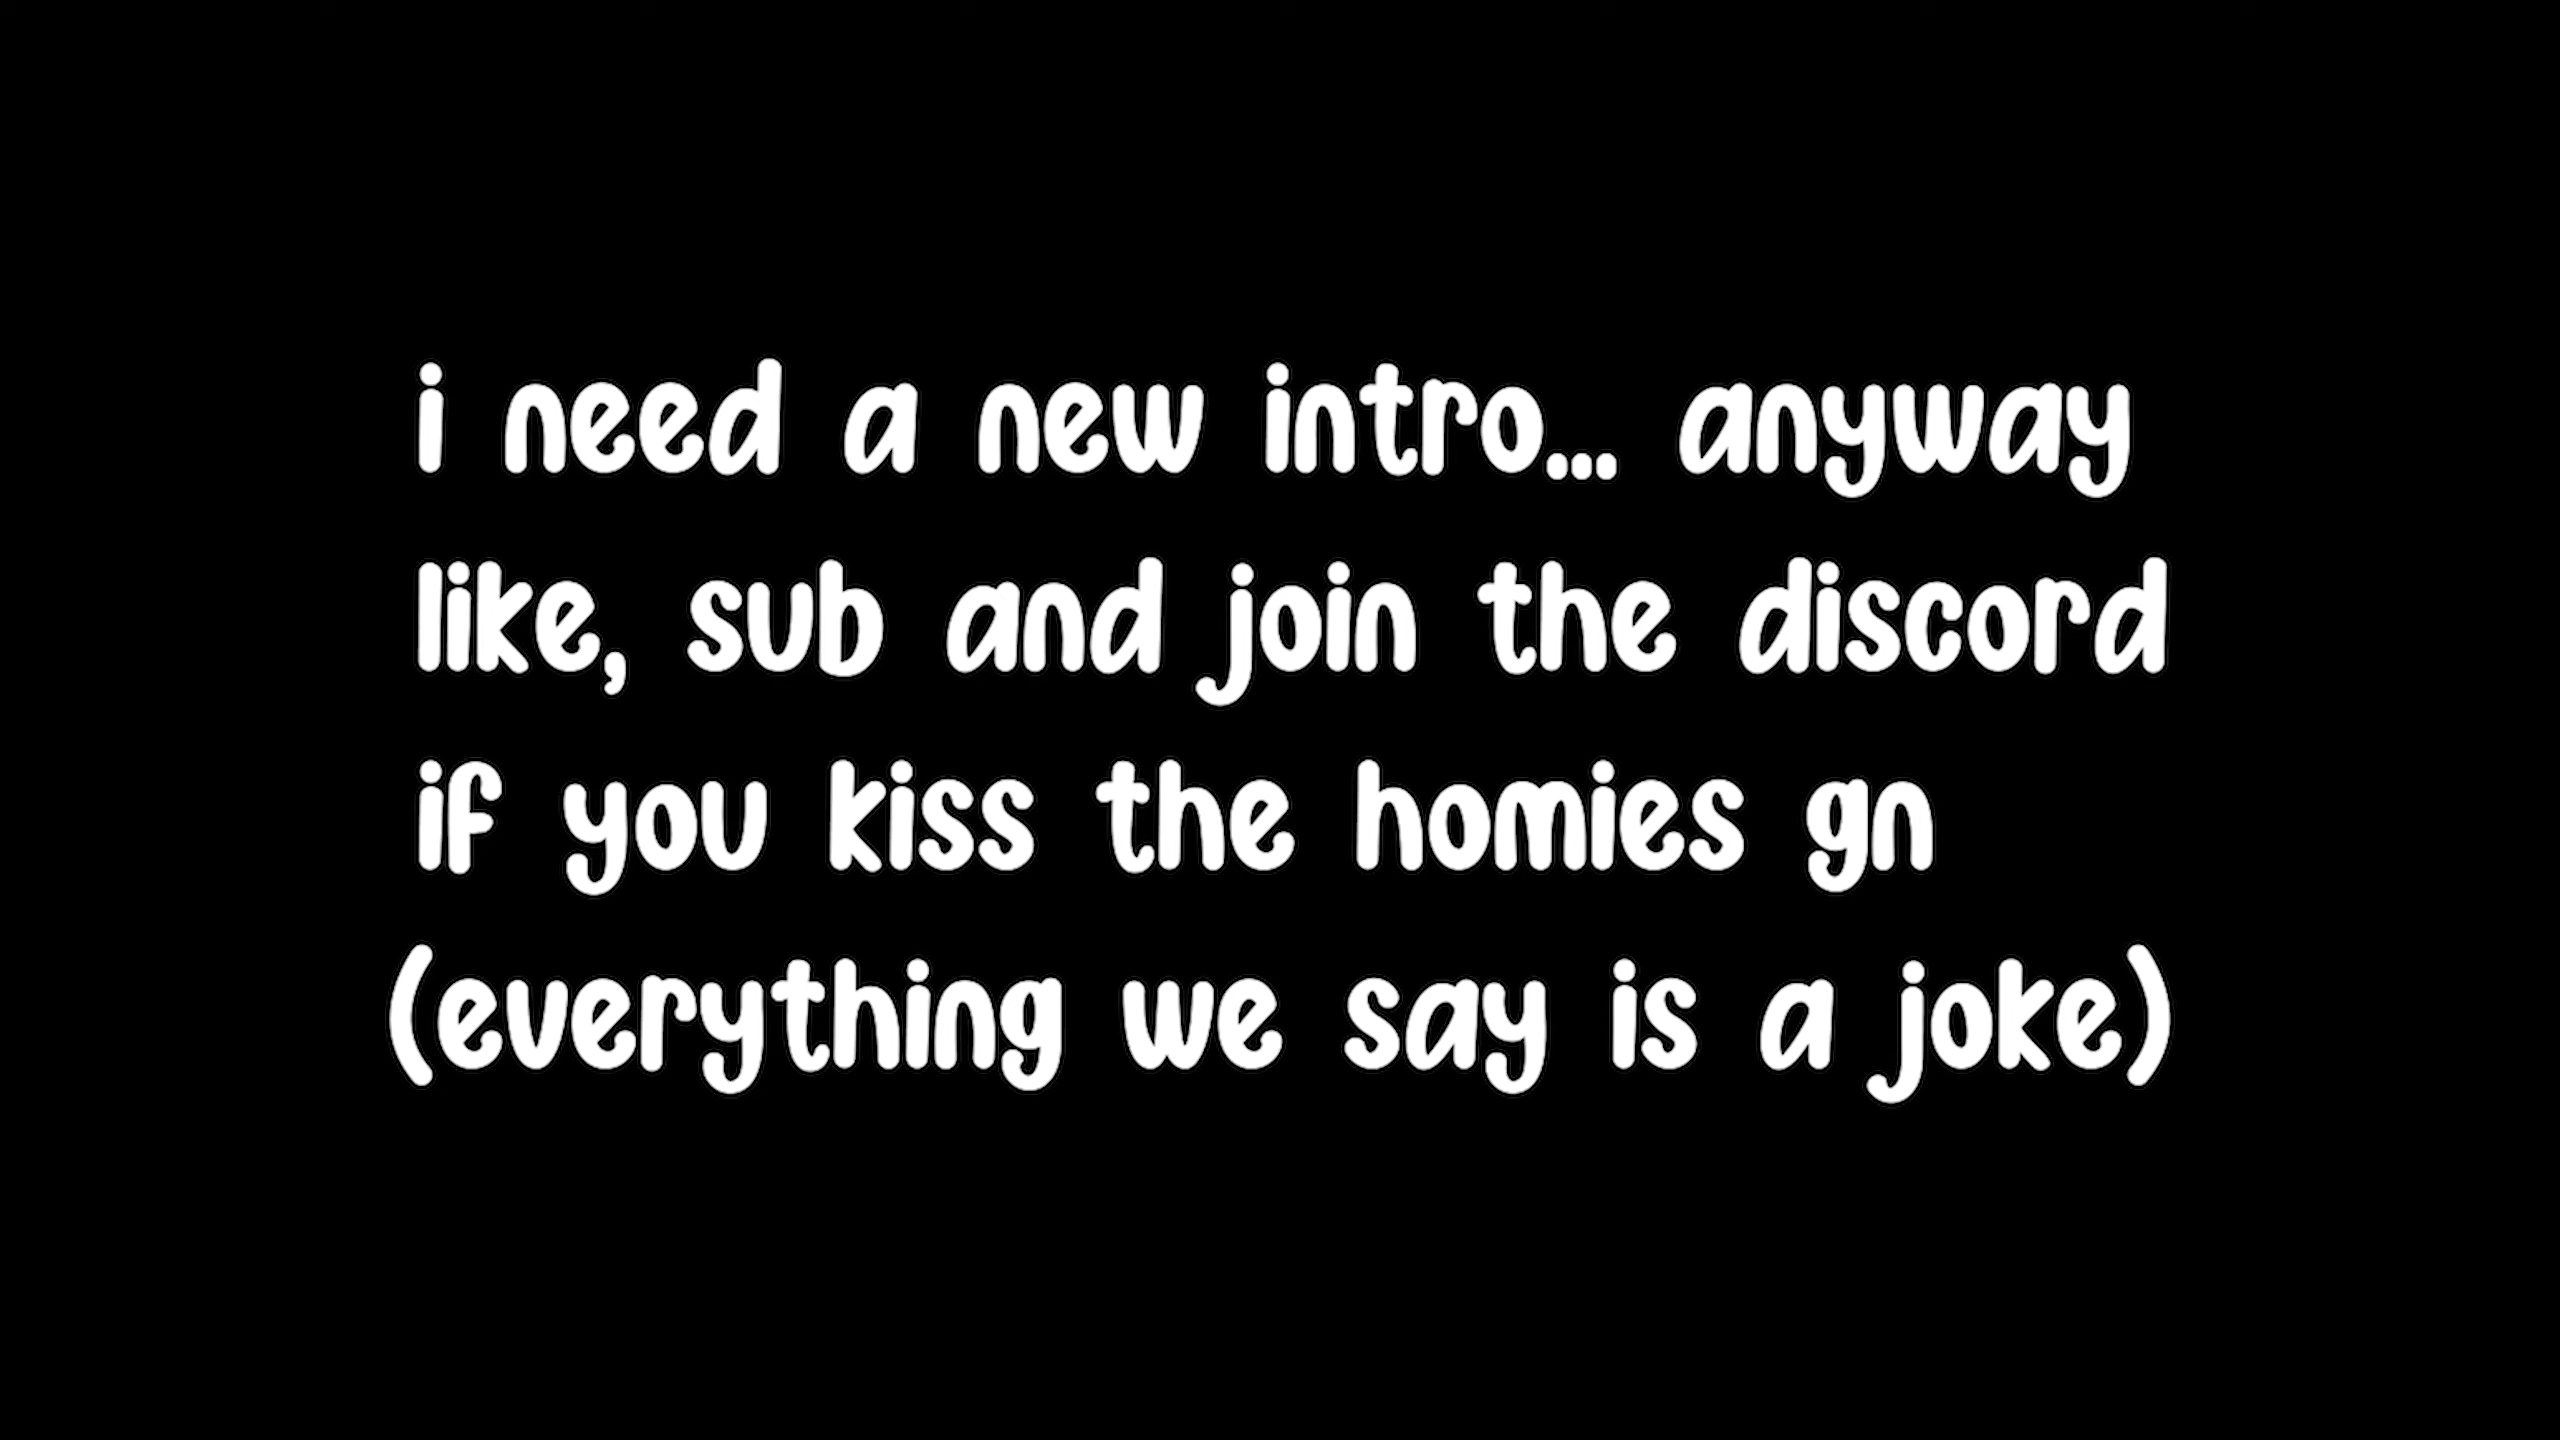 i need a new intro... anyway
like, sub and join the discord
if you kiss the homies gn
(everything we say is a joke)